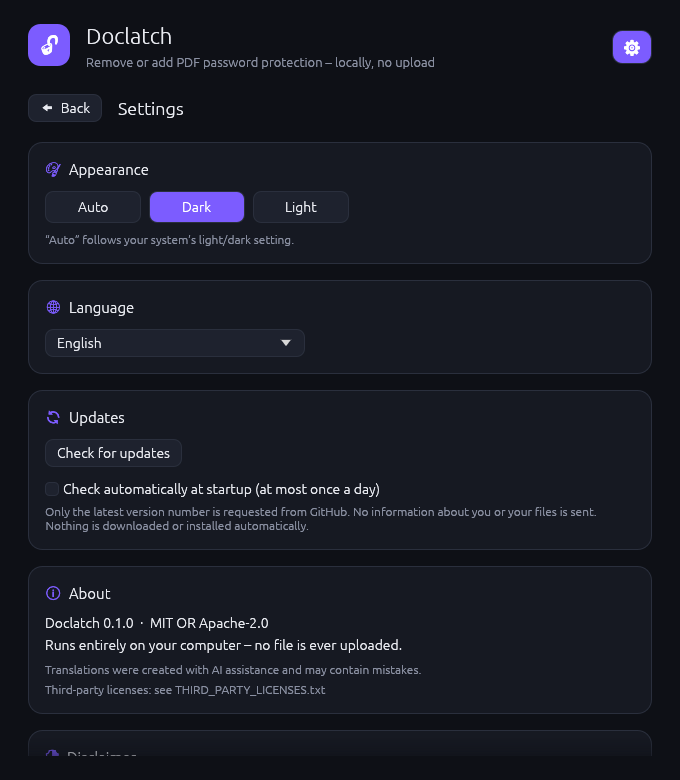 Doclatch
Remove or add PDF password protection – locally, no upload
Back
Settings
Appearance
Auto
Dark
Light
"Auto" follows your system's light/dark setting.
Language
English
Updates
Check for updates
Check automatically at startup (at most once a day)
Only the latest version number is requested from GitHub. No information about you or your files is sent.
Nothing is downloaded or installed automatically.
About
Doclatch 0.1.0 · MIT OR Apache-2.0
Runs entirely on your computer – no file is ever uploaded.
Translations were created with AI assistance and may contain mistakes.
Third-party licenses: see THIRD_PARTY_LICENSES.txt